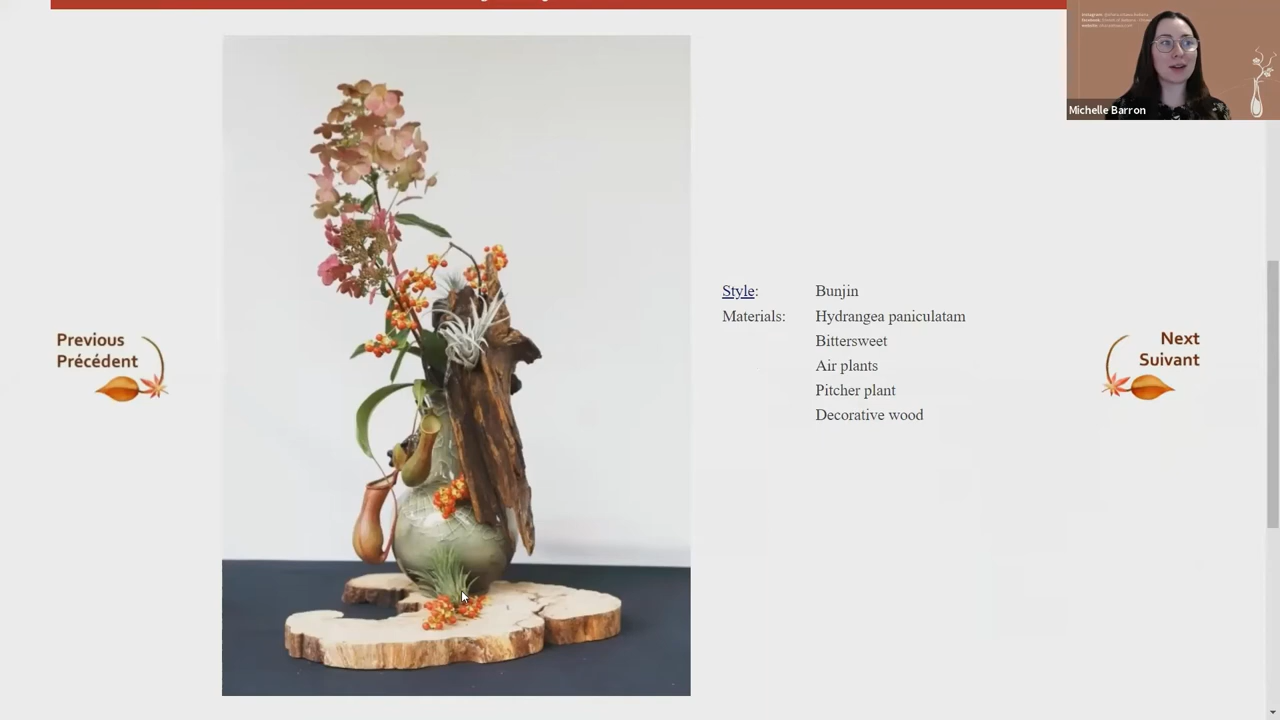 Michelle Barron
Style: Bunjin
Materials: Hydrangea paniculatam
Bittersweet
Air plants
Pitcher plant
Decorative wood
Previous
Précédent
Next
Suivant